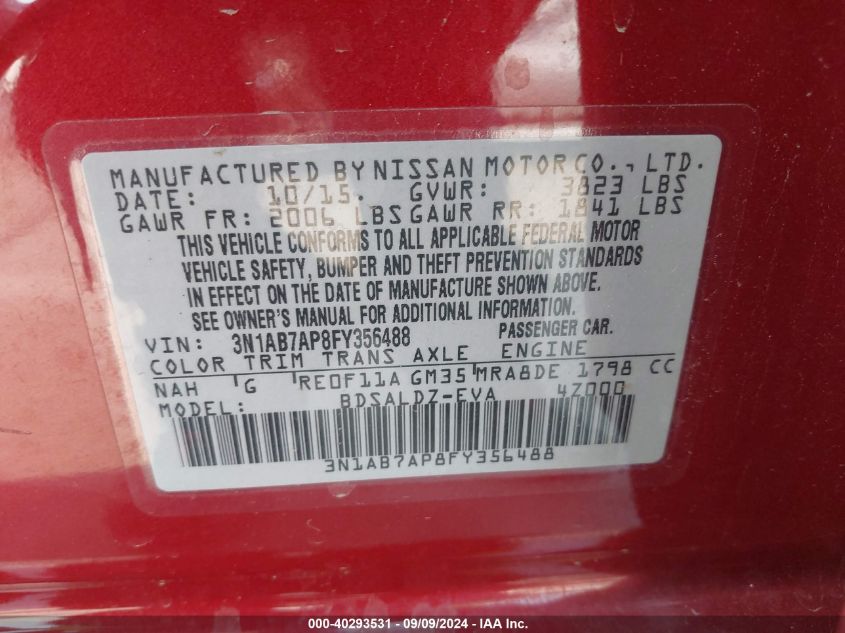 MANUFACTURED BY NISSAN MOTOR CO., LTD.
DATE: 10/15. GVWR: 3823 LBS
GAWR FR: 2006 LBS GAWR RR: 1841 LBS
THIS VEHICLE CONFORMS TO ALL APPLICABLE FEDERAL MOTOR
VEHICLE SAFETY, BUMPER AND THEFT PREVENTION STANDARDS
IN EFFECT ON THE DATE OF MANUFACTURE SHOWN ABOVE.
SEE OWNER'S MANUAL FOR ADDITIONAL INFORMATION.
VIN: 3N1AB7AP8FY356488 PASSENGER CAR.
COLOR TRIM TRANS AXLE ENGINE
NAH G RE0F11A GM35 MRA8DE 1798 CC
MODEL: BDSALDZ-EVA 4Z000
3N1AB7AP8FY356488
000-40293531 - 09/09/2024 - IAA Inc.